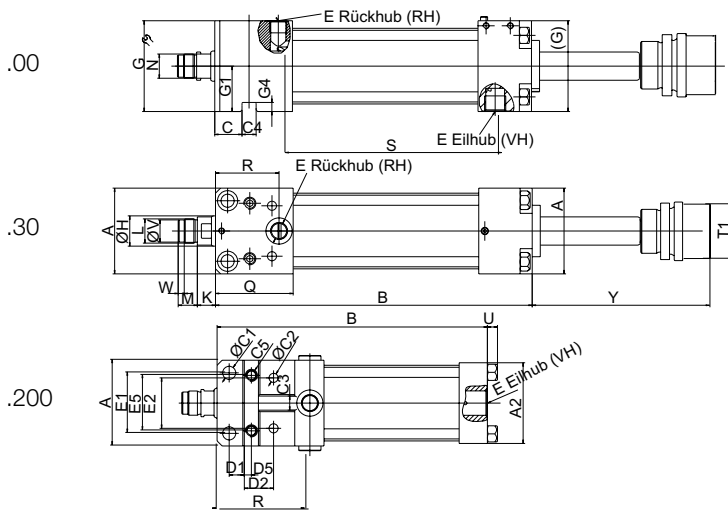 .00
E Rückhub (RH)
G
N
G1
G4
(G)
C
C4
S
E Eilhub (VH)
.30
R
E Rückhub (RH)
A
ØH
L
ØV
A
T1
W
M
K
Q
B
Y
.200
B
U
ØC1
C5
ØC2
C3
E Eilhub (VH)
A
E1
E5
E2
A2
D1
D5
D2
R